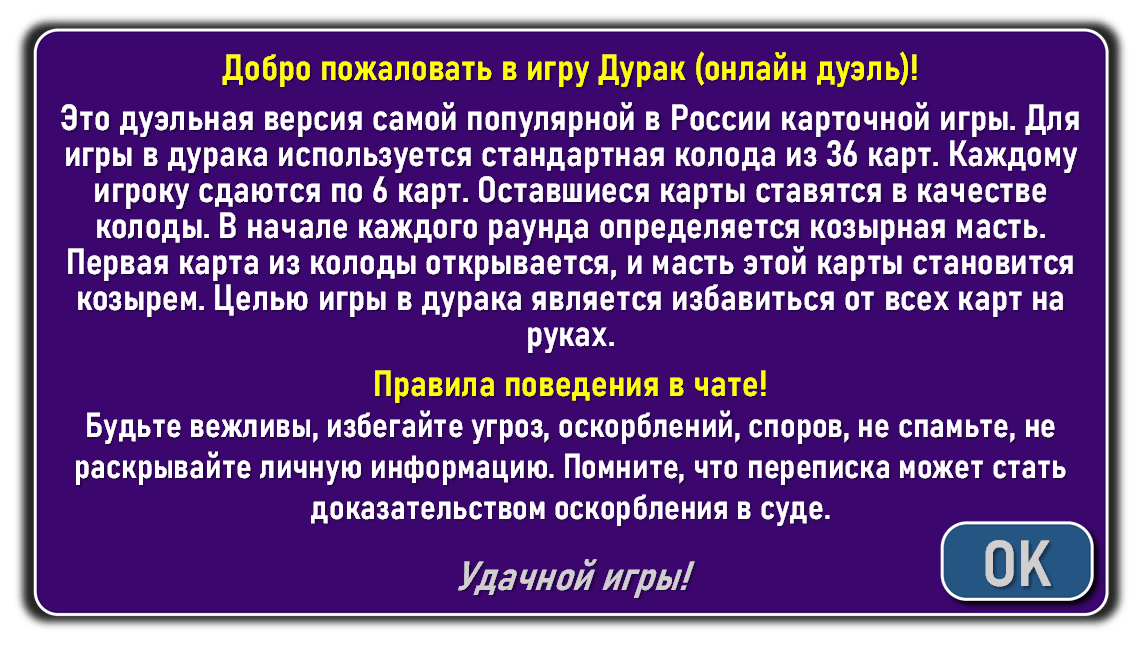 Добро пожаловать в игру Дурак (онлайн дуэль)!
Это дуэльная версия самой популярной в России карточной игры. Для
игры в дурака используется стандартная колода из 36 карт. Каждому
игроку сдаются по 6 карт. Оставшиеся карты ставятся в качестве
колоды. В начале каждого раунда определяется козырная масть.
Первая карта из колоды открывается, и масть этой карты становится
козырем. Целью игры в дурака является избавиться от всех карт на
руках.
Правила поведения в чате!
Будьте вежливы, избегайте угроз, оскорблений, споров, не спамьте, не
раскрывайте личную информацию. Помните, что переписка может стать
доказательством оскорбления в суде.
Удачной игры!
OK